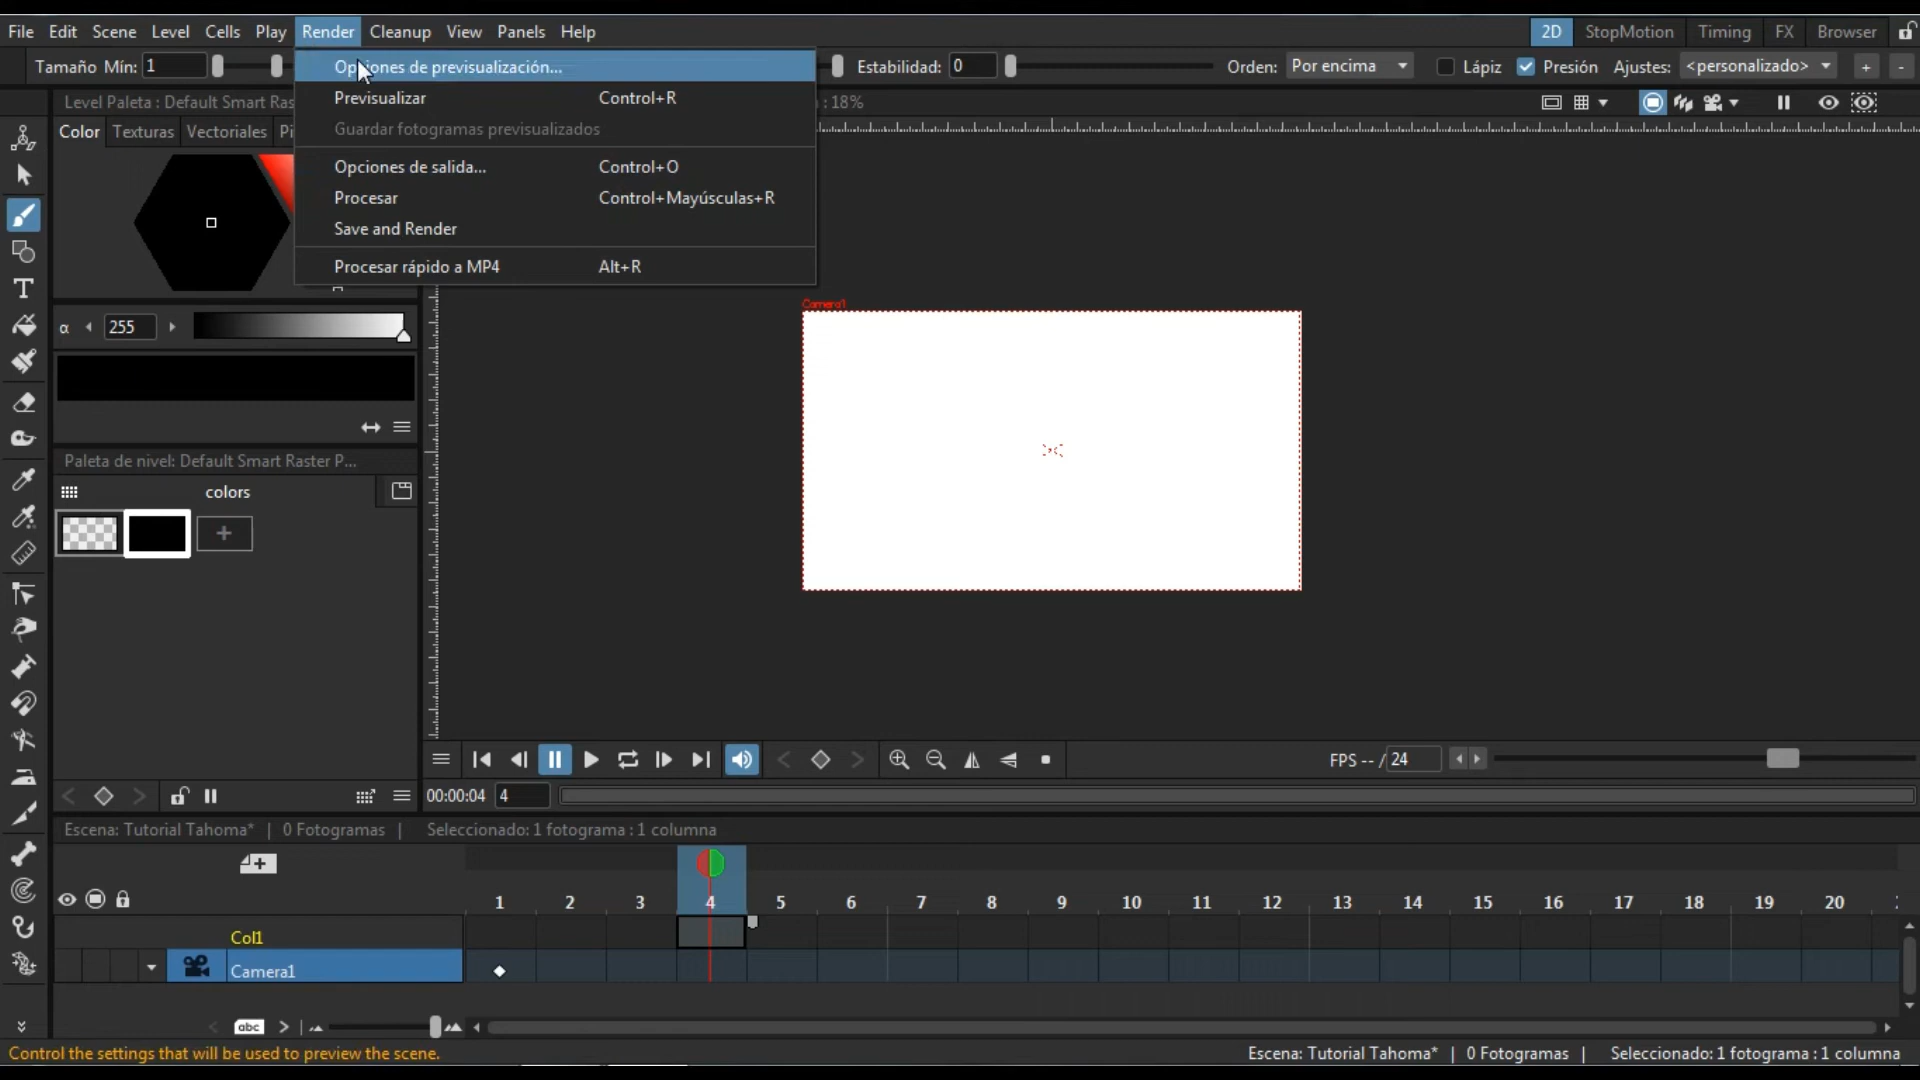 File Edit Scene Level Cells Play Render Cleanup View Panels Help 2D StopMotion Timing FX Browser
Tamaño Mín: 1 Estabilidad: 0 Orden: Por encima Lápiz Presión Ajustes: <personalizado> + -
Opciones de previsualización...
Previsualizar Control+R
Guardar fotogramas previsualizados
Opciones de salida... Control+O
Procesar Control+Mayúsculas+R
Save and Render
Procesar rápido a MP4 Alt+R
Level Paleta : Default Smart Ras
: 18%
Color Texturas Vectoriales
α 255
Paleta de nivel: Default Smart Raster P...
colors
+
Camera1
FPS -- / 24
00:00:04 4
Escena: Tutorial Tahoma* | 0 Fotogramas | Seleccionado: 1 fotograma : 1 columna
1 2 3 4 5 6 7 8 9 10 11 12 13 14 15 16 17 18 19 20
Col1
Camera1
abc
Control the settings that will be used to preview the scene.
Escena: Tutorial Tahoma* | 0 Fotogramas | Seleccionado: 1 fotograma : 1 columna